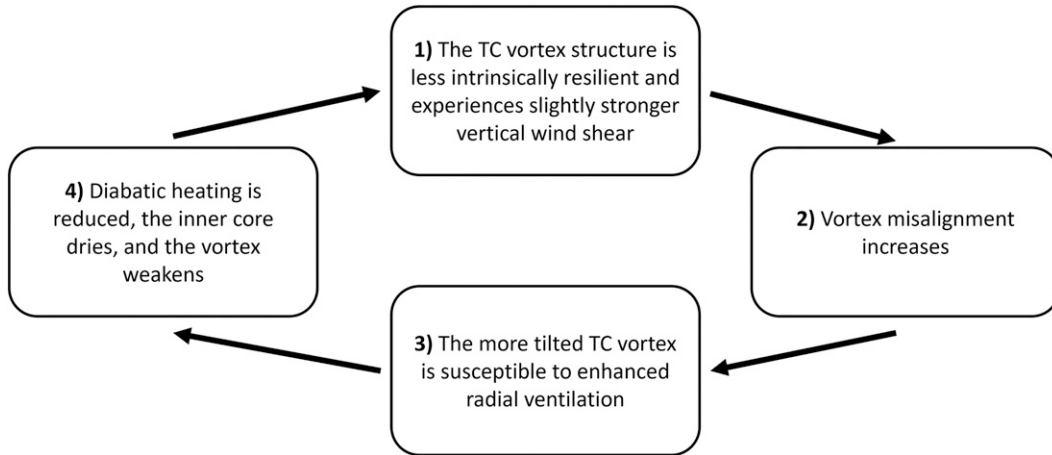 1) The TC vortex structure is
less intrinsically resilient and
experiences slightly stronger
vertical wind shear
2) Vortex misalignment
increases
3) The more tilted TC vortex
is susceptible to enhanced
radial ventilation
4) Diabatic heating is
reduced, the inner core
dries, and the vortex
weakens